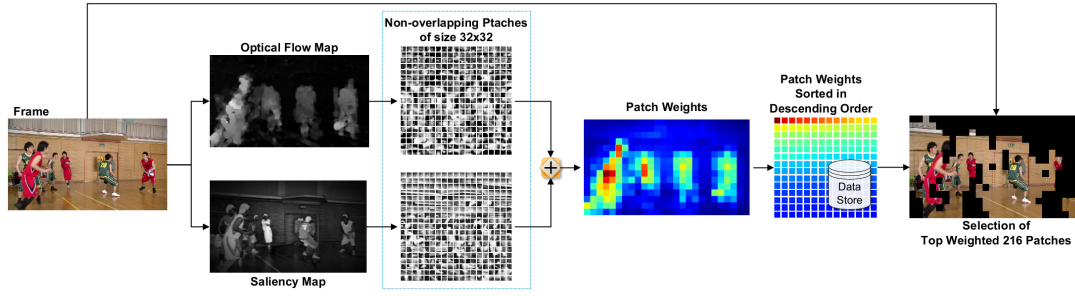 Non-overlapping Ptaches
of size 32x32
Optical Flow Map
Frame
Patch Weights
Patch Weights
Sorted in
Descending Order
Data
Store
Saliency Map
Selection of
Top Weighted 216 Patches